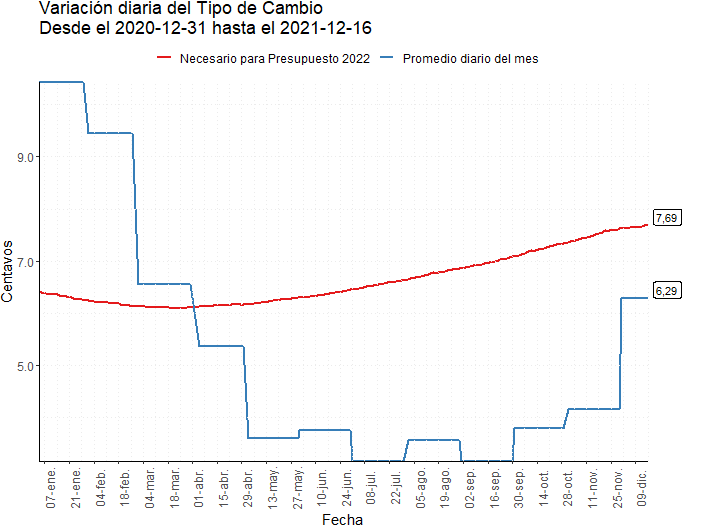 Variación diaria del Tipo de Cambio
Desde el 2020-12-31 hasta el 2021-12-16
Necesario para Presupuesto 2022 Promedio diario del mes
9.0
7.0
5.0
Centavos
7,69
6,29
07-ene. 21-ene. 04-feb. 18-feb. 04-mar. 18-mar. 01-abr. 15-abr. 29-abr. 13-may. 27-may. 10-jun. 24-jun. 08-jul. 22-jul. 05-ago. 19-ago. 02-sep. 16-sep. 30-sep. 14-oct. 28-oct. 11-nov. 25-nov. 09-dic.
Fecha